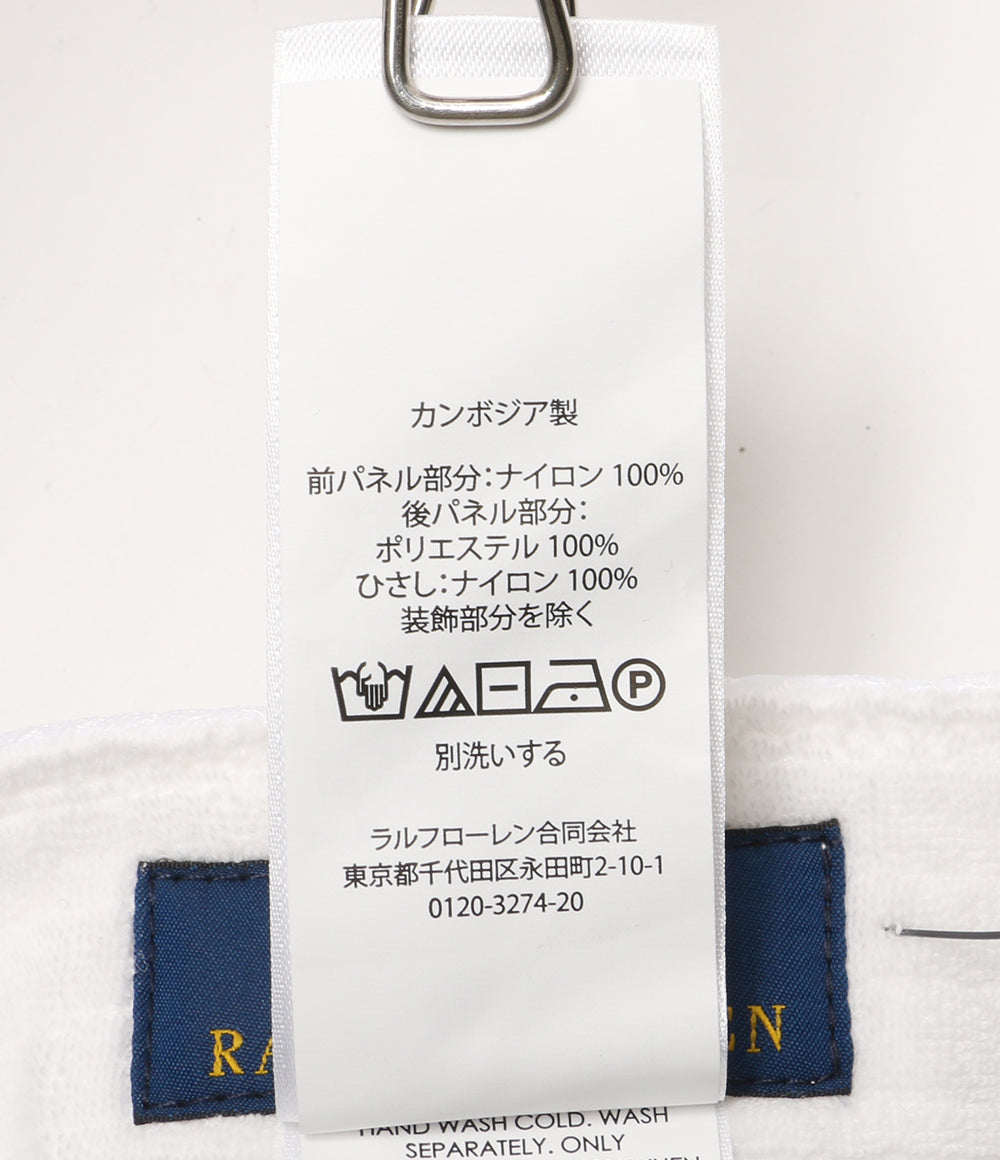 カンボジア製
前パネル部分：ナイロン 100%
後パネル部分：
ポリエステル 100%
ひさし：ナイロン 100%
装飾部分を除く
P
別洗いする
ラルフローレン合同会社
東京都千代田区永田町2-10-1
0120-3274-20
HAND WASH COLD. WASH
SEPARATELY. ONLY